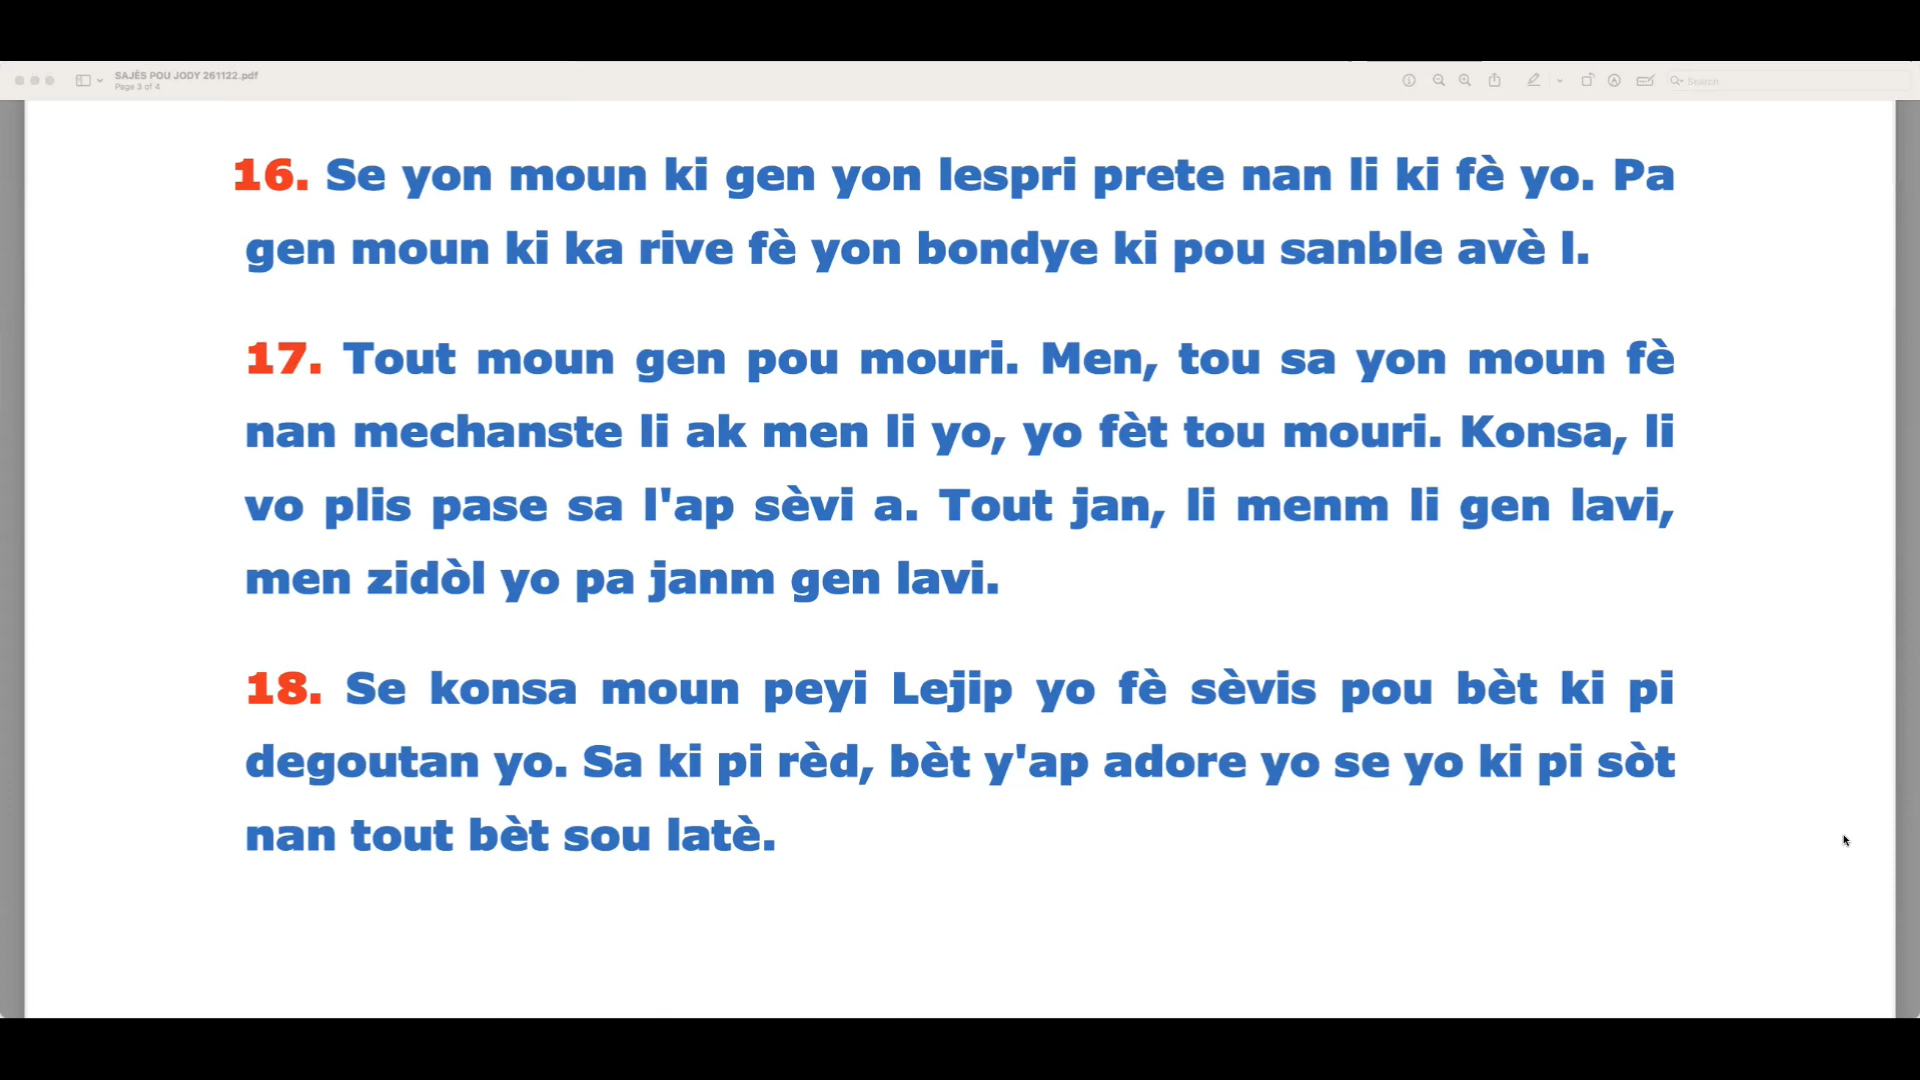 SAJÈS POU JODY 261122.pdf
Page 3 of 4
Search
16. Se yon moun ki gen yon lespri prete nan li ki fè yo. Pa
gen moun ki ka rive fè yon bondye ki pou sanble avè l.
17. Tout moun gen pou mouri. Men, tou sa yon moun fè
nan mechanste li ak men li yo, yo fèt tou mouri. Konsa, li
vo plis pase sa l'ap sèvi a. Tout jan, li menm li gen lavi,
men zidòl yo pa janm gen lavi.
18. Se konsa moun peyi Lejip yo fè sèvis pou bèt ki pi
degoutan yo. Sa ki pi rèd, bèt y'ap adore yo se yo ki pi sòt
nan tout bèt sou latè.